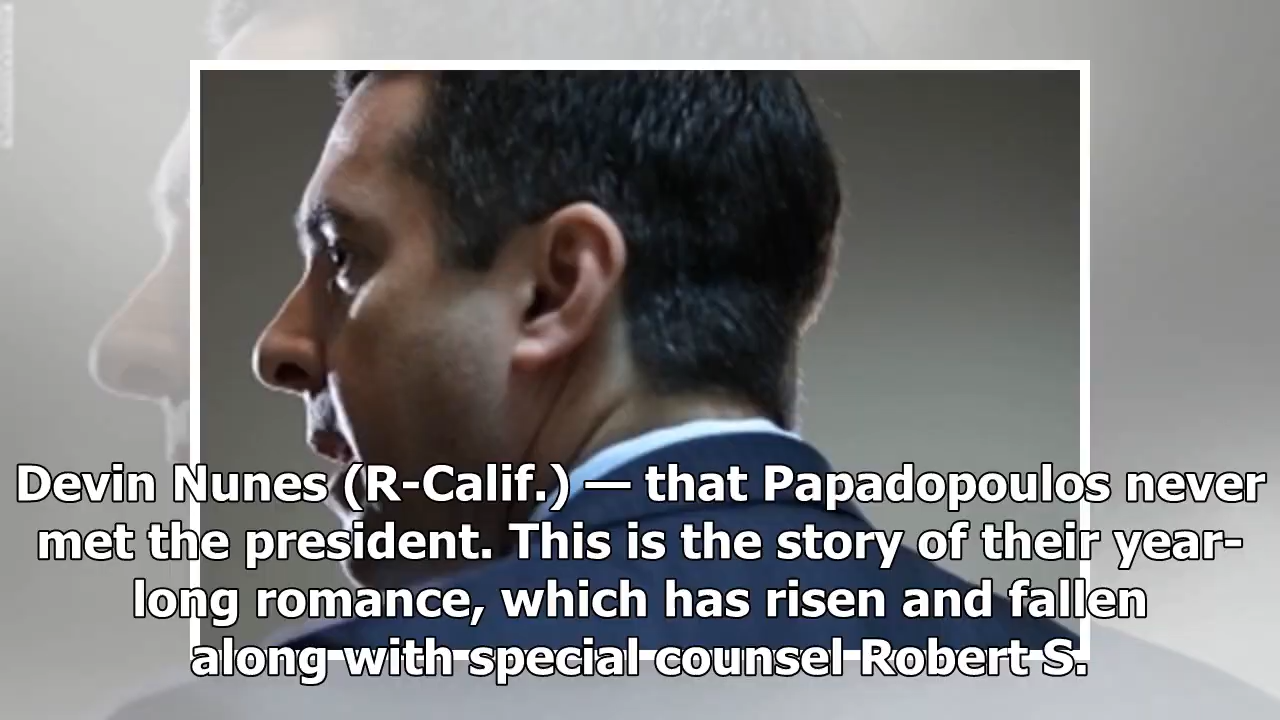 Devin Nunes (R-Calif.) — that Papadopoulos never
met the president. This is the story of their year-
long romance, which has risen and fallen
along with special counsel Robert S.